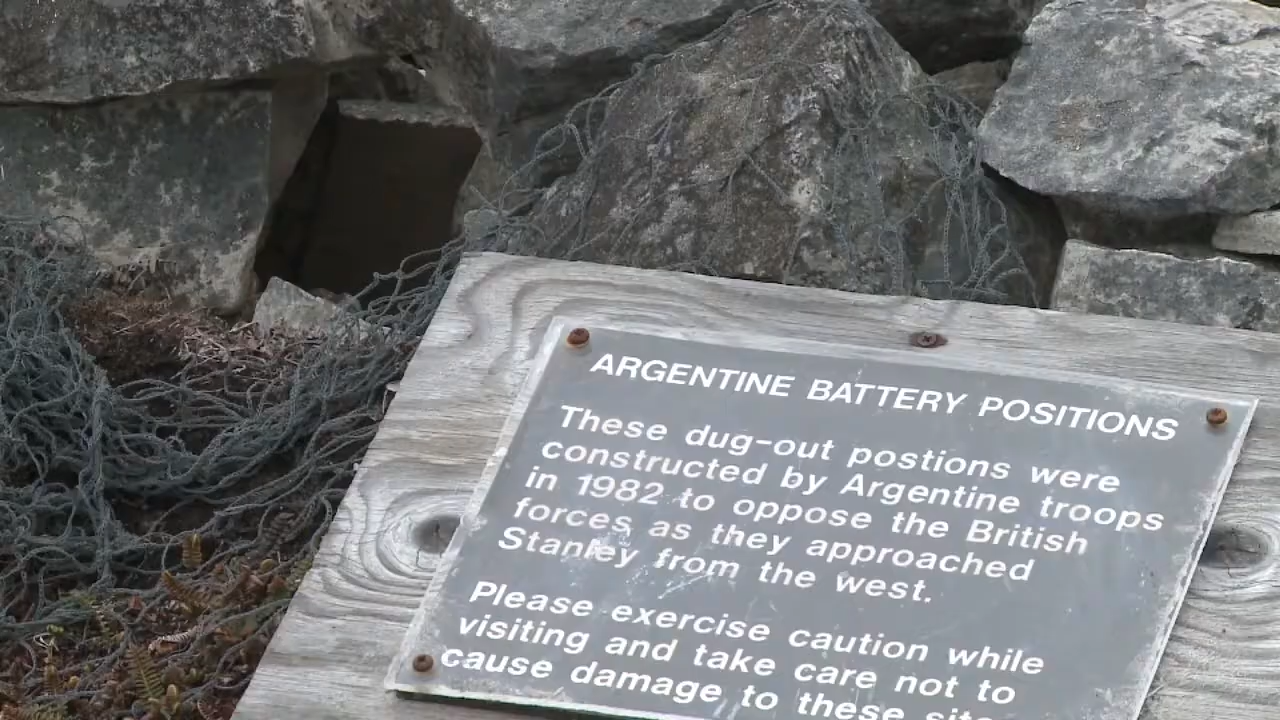 ARGENTINE BATTERY POSITIONS
These dug-out postions were
constructed by Argentine troops
in 1982 to oppose the British
forces as they approached
Stanley from the west.
Please exercise caution while
visiting and take care not to
cause damage to these